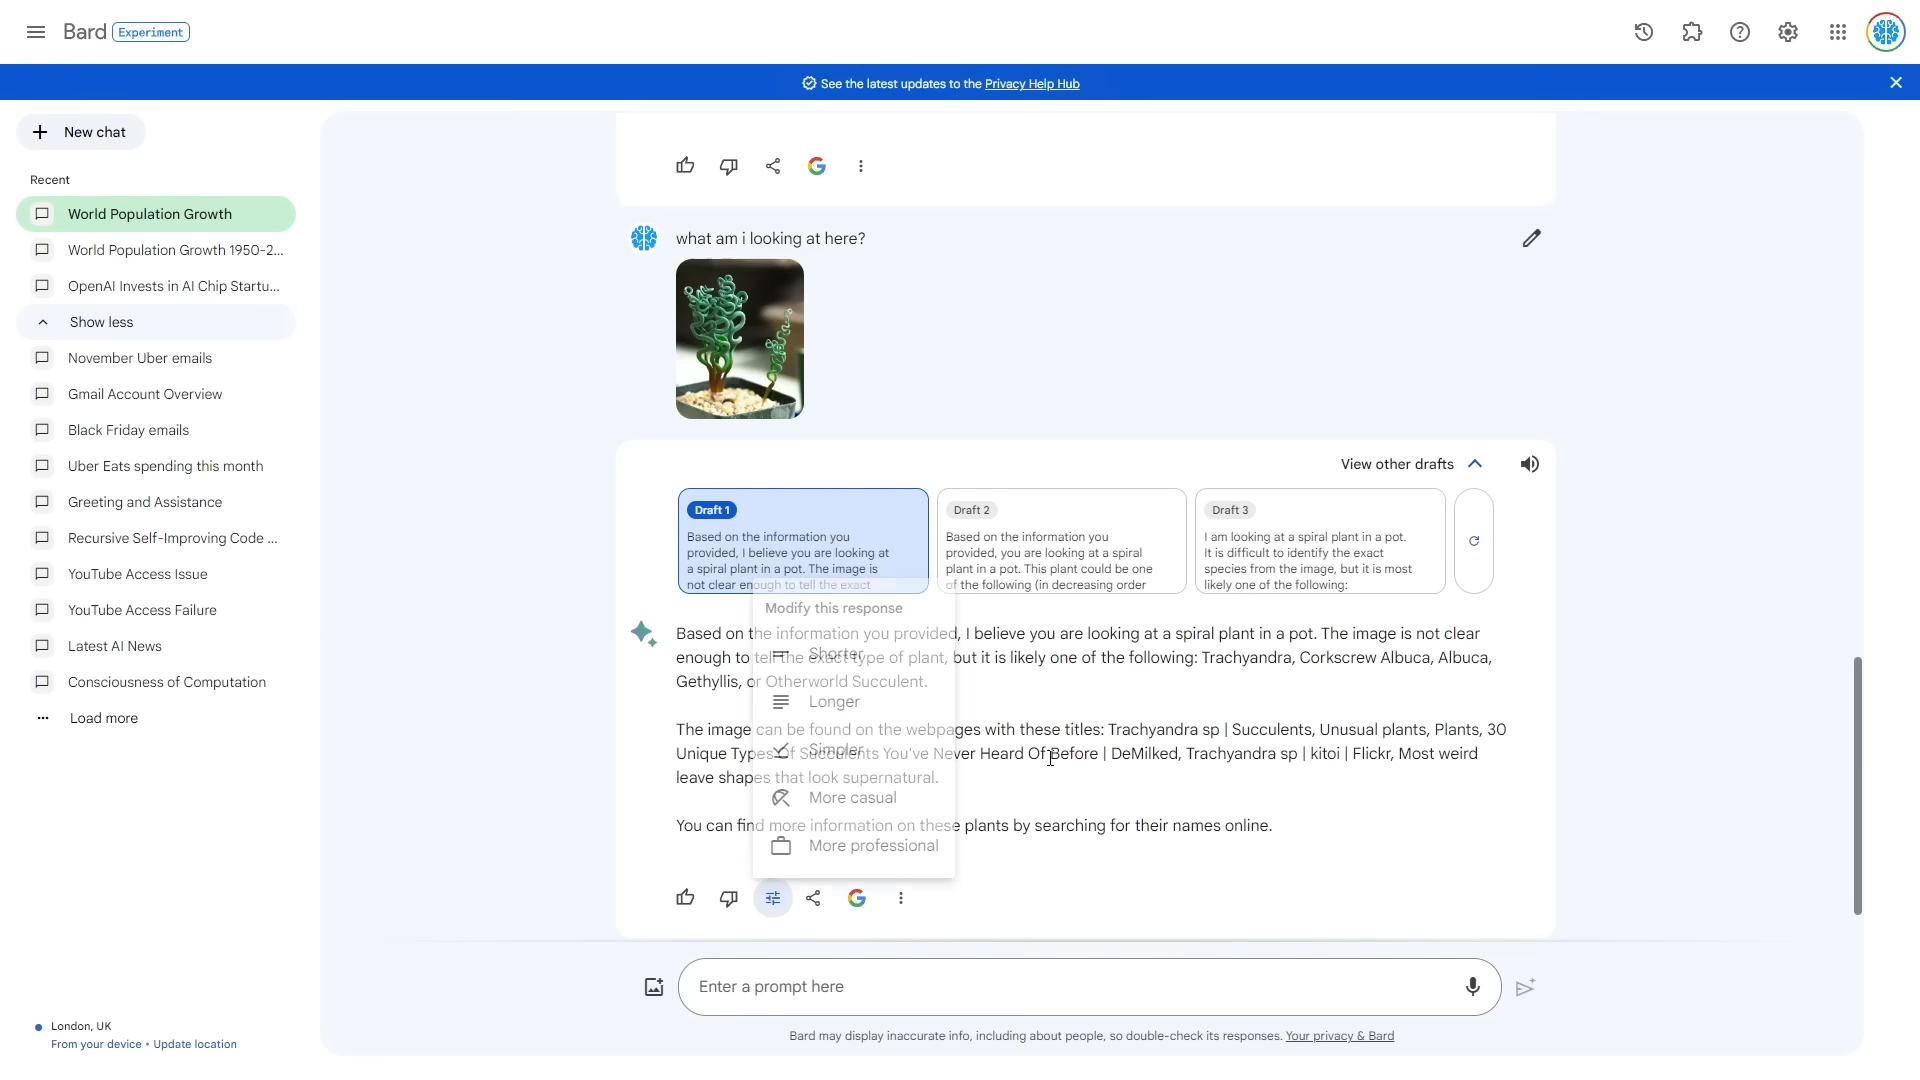 Bard Experiment
See the latest updates to the Privacy Help Hub
New chat
Recent
World Population Growth
World Population Growth 1950-2...
OpenAI Invests in AI Chip Startu...
Show less
November Uber emails
Gmail Account Overview
Black Friday emails
Uber Eats spending this month
Greeting and Assistance
Recursive Self-Improving Code ...
YouTube Access Issue
YouTube Access Failure
Latest AI News
Consciousness of Computation
Load more
London, UK
From your device • Update location
what am i looking at here?
View other drafts
Draft 1
Based on the information you
provided, I believe you are looking at
a spiral plant in a pot. The image is
not clear enough to tell the exact
Draft 2
Based on the information you
provided, you are looking at a spiral
plant in a pot. This plant could be one
of the following (in decreasing order
Draft 3
I am looking at a spiral plant in a pot.
It is difficult to identify the exact
species from the image, but it is most
likely one of the following:
Modify this response
Shorter
Longer
Simpler
More casual
More professional
Based on the information you provided, I believe you are looking at a spiral plant in a pot. The image is not clear
enough to tell the exact type of plant, but it is likely one of the following: Trachyandra, Corkscrew Albuca, Albuca,
Gethyllis, or Otherworld Succulent.
The image can be found on the webpages with these titles: Trachyandra sp | Succulents, Unusual plants, Plants, 30
Unique Types of Succulents You've Never Heard Of Before | DeMilked, Trachyandra sp | kitoi | Flickr, Most weird
leave shapes that look supernatural.
You can find more information on these plants by searching for their names online.
Enter a prompt here
Bard may display inaccurate info, including about people, so double-check its responses. Your privacy & Bard